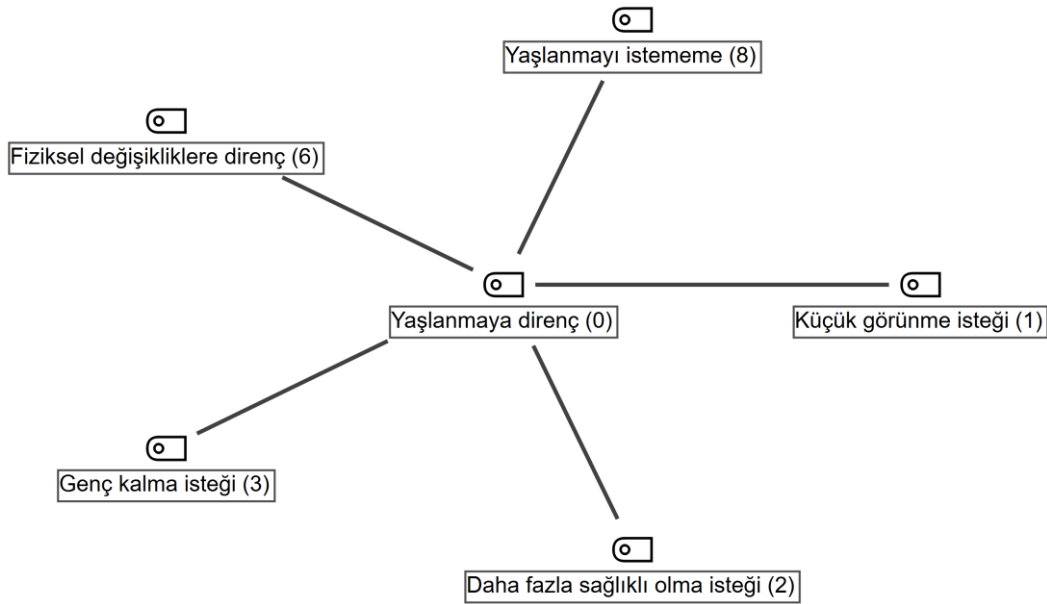 Yaşlanmayı istememe (8)
Fiziksel değişikliklere direnç (6)
Yaşlanmaya direnç (0)
Küçük görünme isteği (1)
Genç kalma isteği (3)
Daha fazla sağlıklı olma isteği (2)